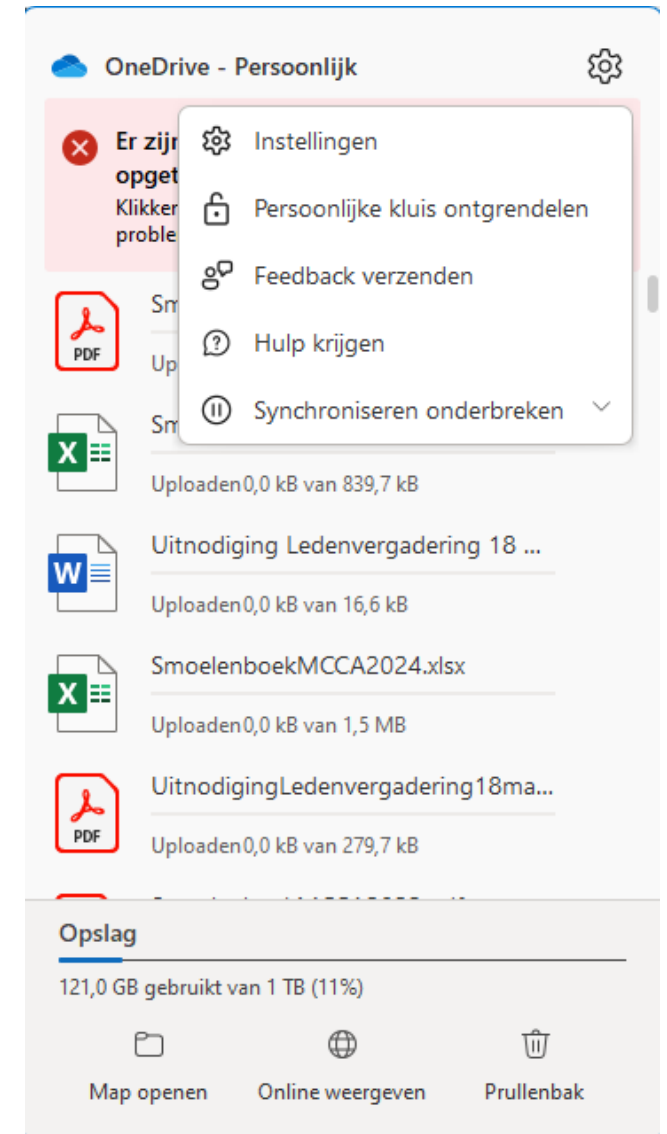 OneDrive - Persoonlijk
Er zijn
opget
Klikken
proble
Instellingen
Persoonlijke kluis ontgrendelen
Feedback verzenden
Hulp krijgen
Synchroniseren onderbreken
PDF
Sm
Up
X
Sm
Uploaden0,0 kB van 839,7 kB
W
Uitnodiging Ledenvergadering 18 ...
Uploaden0,0 kB van 16,6 kB
X
SmoelenboekMCCA2024.xlsx
Uploaden0,0 kB van 1,5 MB
PDF
UitnodigingLedenvergadering18ma...
Uploaden0,0 kB van 279,7 kB
Opslag
121,0 GB gebruikt van 1 TB (11%)
Map openen
Online weergeven
Prullenbak